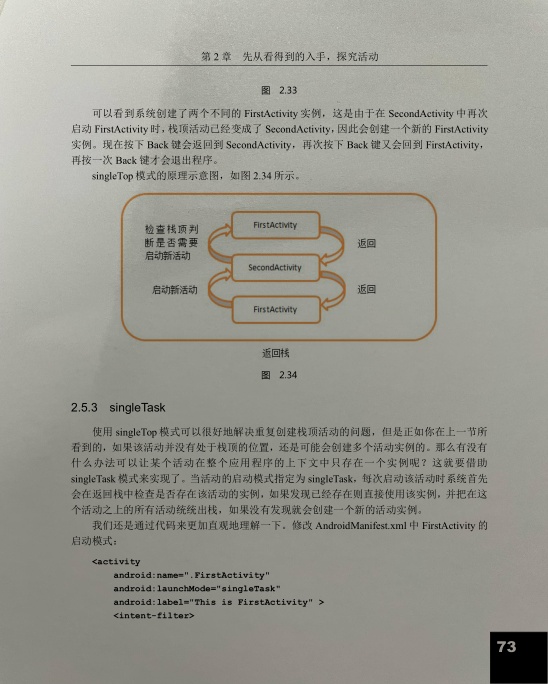 第 2 章 先从看得到的入手，探究活动
图 2.33
可以看到系统创建了两个不同的 FirstActivity 实例，这是由于在 SecondActivity 中再次
启动 FirstActivity 时，栈顶活动已经变成了 SecondActivity，因此会创建一个新的 FirstActivity
实例。现在按下 Back 键会返回到 SecondActivity，再次按下 Back 键又会回到 FirstActivity，
再按一次 Back 键才会退出程序。
singleTop 模式的原理示意图，如图 2.34 所示。
检查栈顶判
断是否需要
启动新活动
FirstActivity
返回
SecondActivity
启动新活动
返回
FirstActivity
返回栈
图 2.34
2.5.3 singleTask
使用 singleTop 模式可以很好地解决重复创建栈顶活动的问题，但是正如你在上一节所
看到的，如果该活动并没有处于栈顶的位置，还是可能会创建多个活动实例的。那么有没有
什么办法可以让某个活动在整个应用程序的上下文中只存在一个实例呢？这就要借助
singleTask 模式来实现了。当活动的启动模式指定为 singleTask，每次启动该活动时系统首先
会在返回栈中检查是否存在该活动的实例，如果发现已经存在则直接使用该实例，并把在这
个活动之上的所有活动统统出栈，如果没有发现就会创建一个新的活动实例。
我们还是通过代码来更加直观地理解一下。修改 AndroidManifest.xml 中 FirstActivity 的
启动模式：
<activity
android:name=".FirstActivity"
android:launchMode="singleTask"
android:label="This is FirstActivity" >
<intent-filter>
73